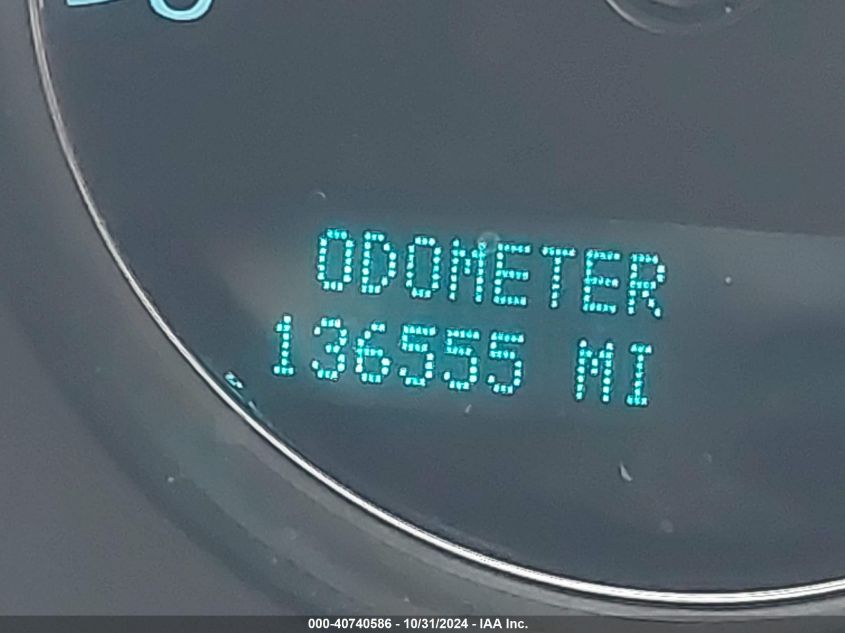 ODOMETER
136555 MI
000-40740586 - 10/31/2024 - IAA Inc.